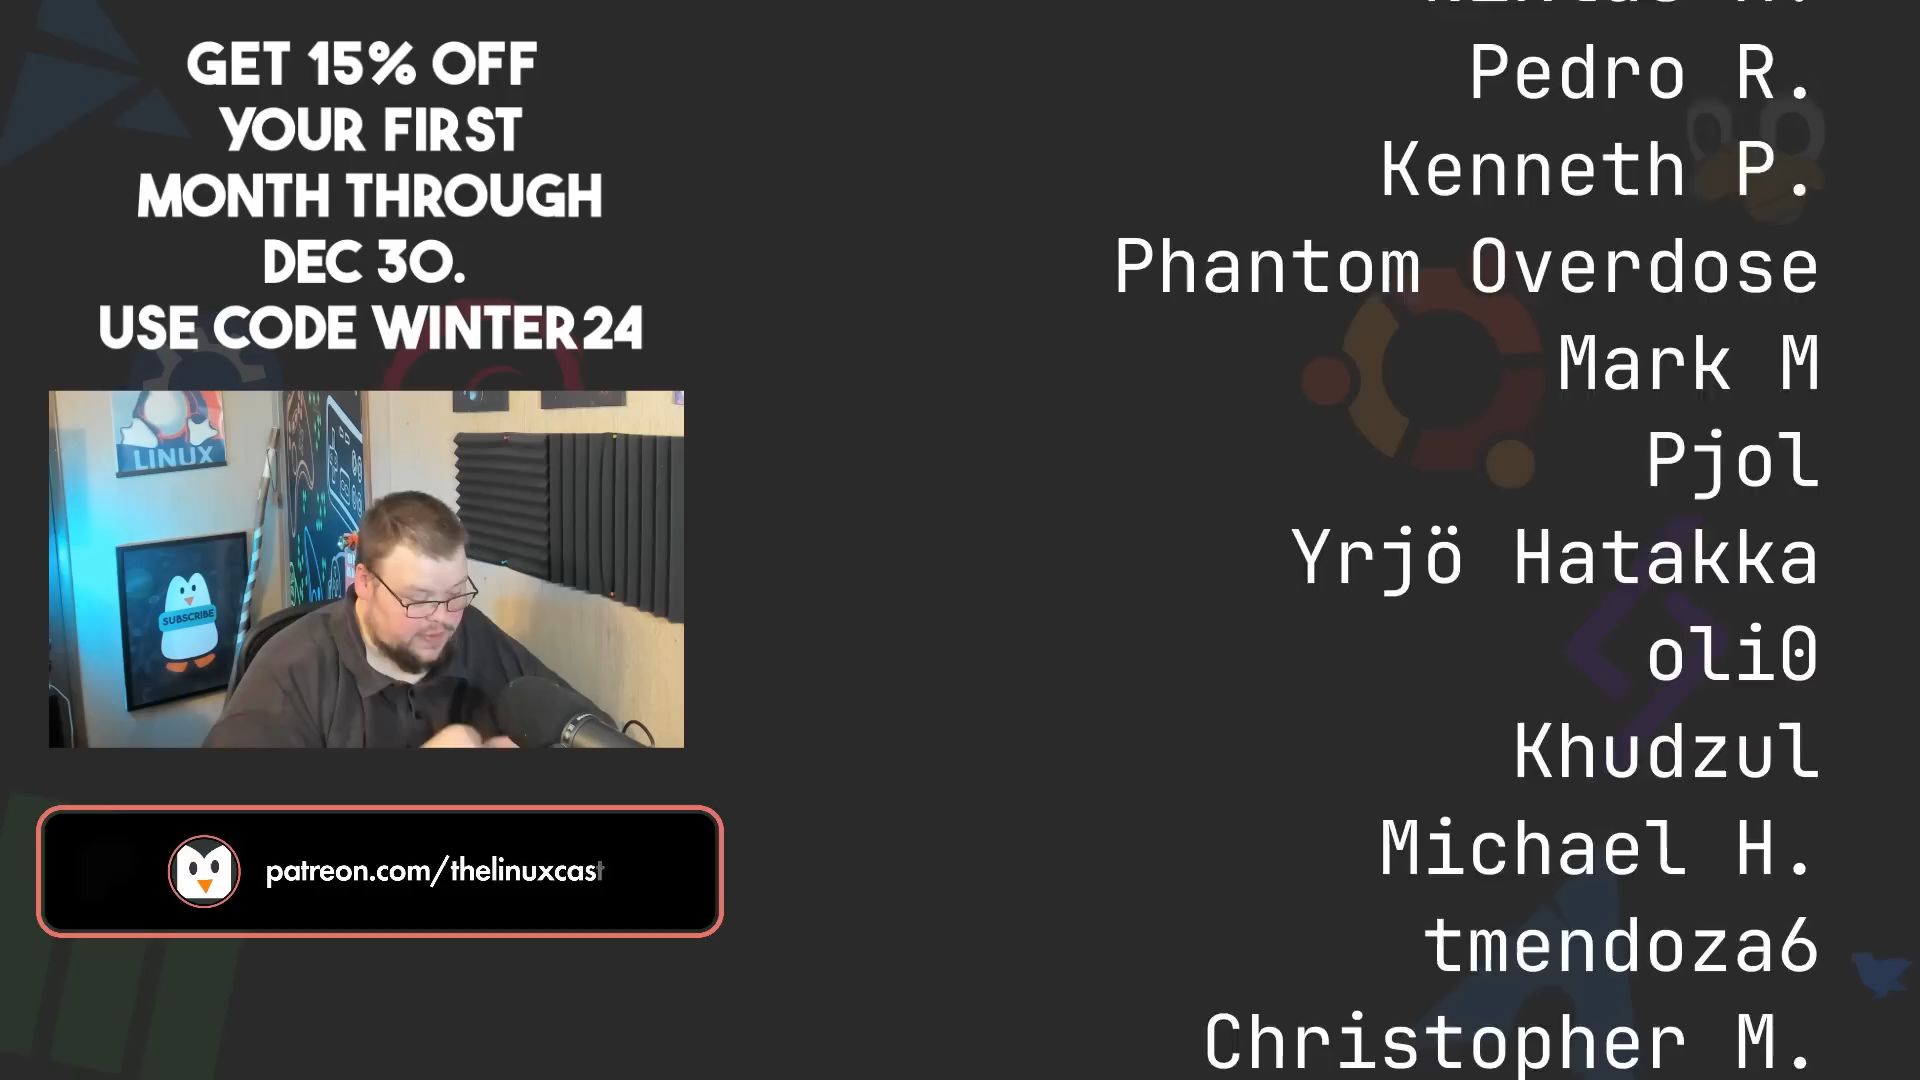 GET 15% OFF
YOUR FIRST
MONTH THROUGH
DEC 30.
USE CODE WINTER24
LINUX
SUBSCRIBE
patreon.com/thelinuxcast
Pedro R.
Kenneth P.
Phantom Overdose
Mark M
Pjol
Yrjö Hatakka
oli0
Khudzul
Michael H.
tmendoza6
Christopher M.